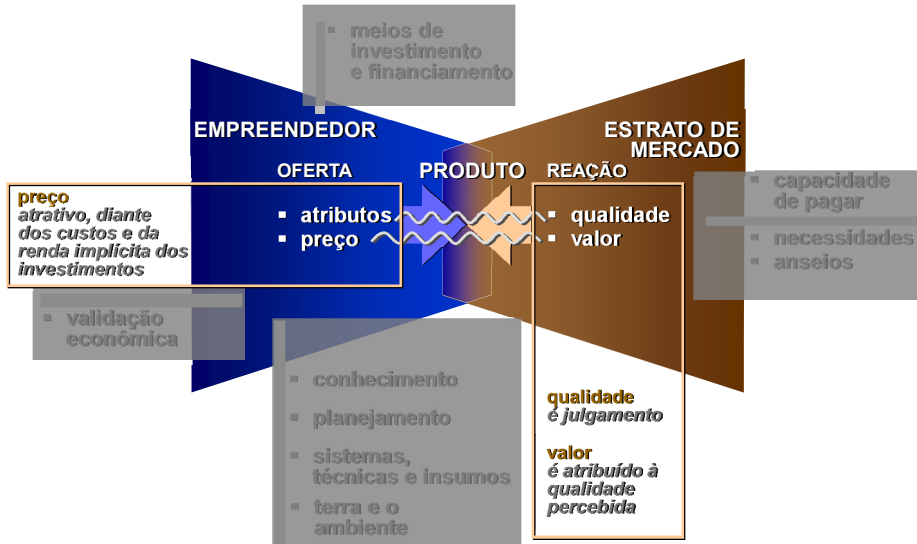 ▪ meios de
investimento
e financiamento
EMPREENDEDOR
ESTRATO DE
MERCADO
OFERTA
PRODUTO
REAÇÃO
▪ atributos
▪ preço
▪ qualidade
▪ valor
preço
atrativo, diante
dos custos e da
renda implícita dos
investimentos
▪ capacidade
de pagar
▪ necessidades
▪ anseios
▪ validação
econômica
▪ conhecimento
▪ planejamento
▪ sistemas,
técnicas e insumos
▪ terra e o
ambiente
qualidade
é julgamento
valor
é atribuído à
qualidade
percebida